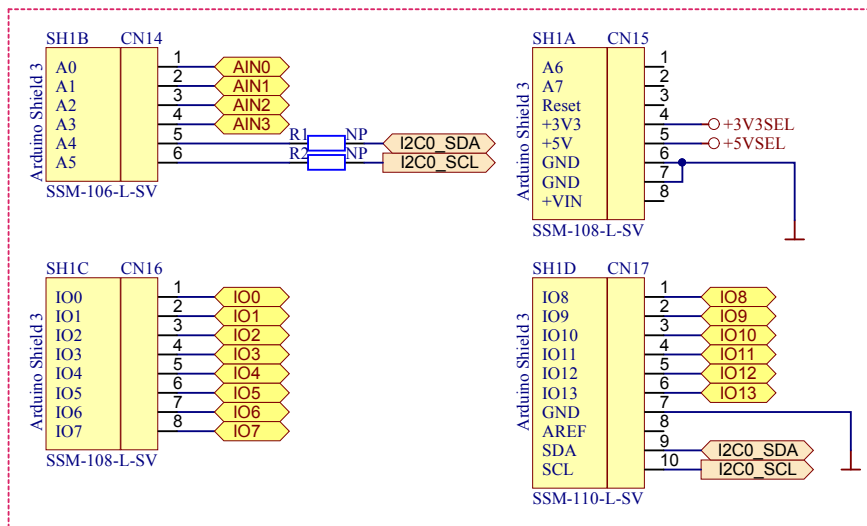 SH1B CN14
Arduino Shield 3
A0 1 AIN0
A1 2 AIN1
A2 3 AIN2
A3 4 AIN3
A4 5 R1 NP I2C0_SDA
A5 6 R2 NP I2C0_SCL
SSM-106-L-SV
SH1A CN15
Arduino Shield 3
A6 1
A7 2
Reset 3
+3V3 4 +3V3SEL
+5V 5 +5VSEL
GND 6
GND 7
+VIN 8
SSM-108-L-SV
SH1C CN16
Arduino Shield 3
IO0 1 IO0
IO1 2 IO1
IO2 3 IO2
IO3 4 IO3
IO4 5 IO4
IO5 6 IO5
IO6 7 IO6
IO7 8 IO7
SSM-108-L-SV
SH1D CN17
Arduino Shield 3
IO8 1 IO8
IO9 2 IO9
IO10 3 IO10
IO11 4 IO11
IO12 5 IO12
IO13 6 IO13
GND 7
AREF 8
SDA 9 I2C0_SDA
SCL 10 I2C0_SCL
SSM-110-L-SV